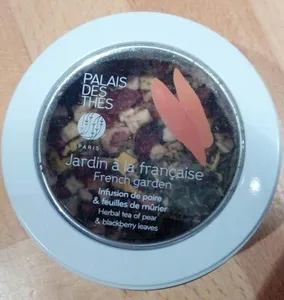 PALAIS
DES
THÉS
PARIS
Jardin à la française
French garden
Infusion de poire
& feuilles de mûrier
Herbal tea of pear
& blackberry leaves